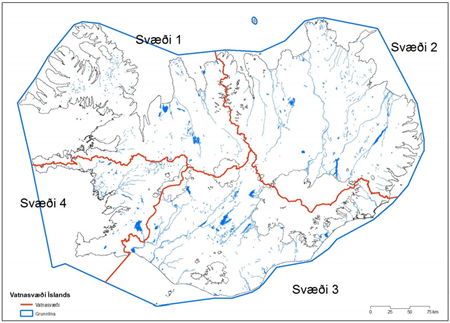 Svæði 1
Svæði 2
Svæði 4
Svæði 3
Vatnasvæði Íslands
Vatnasvæði
Grunnlína
0 25 50 75 km